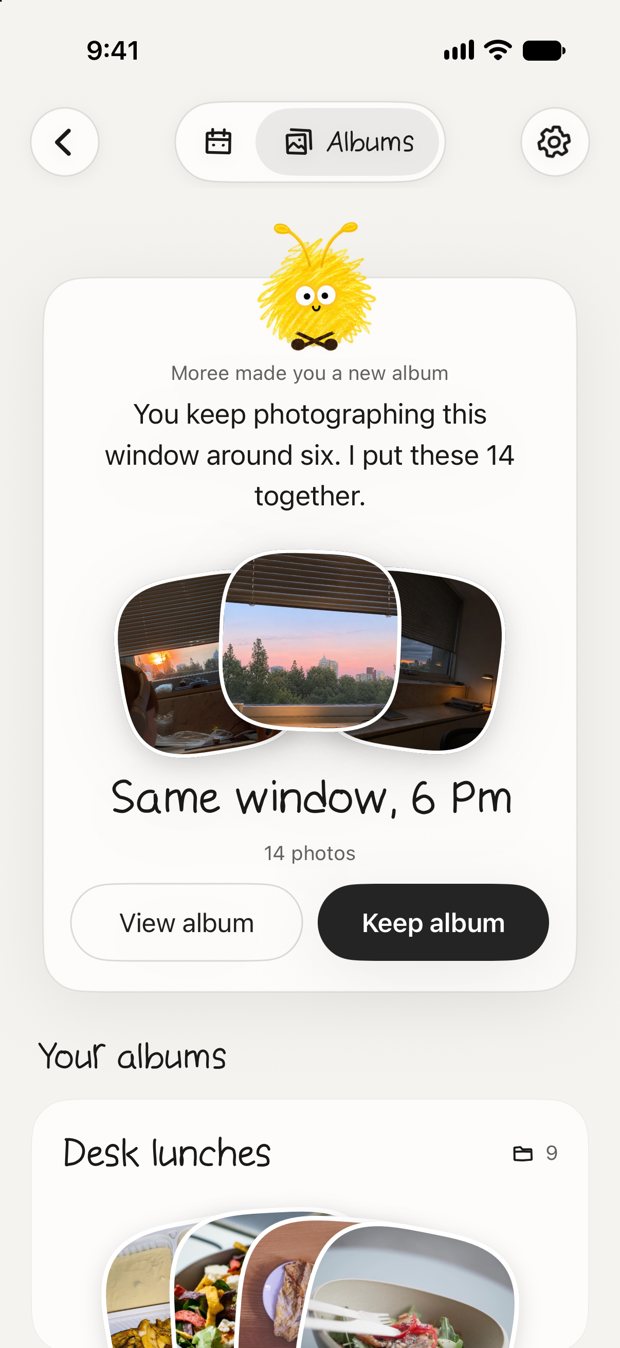 9:41
Albums
Moree made you a new album
You keep photographing this
window around six. I put these 14
together.
Same window, 6 Pm
14 photos
View album
Keep album
Your albums
Desk lunches
9